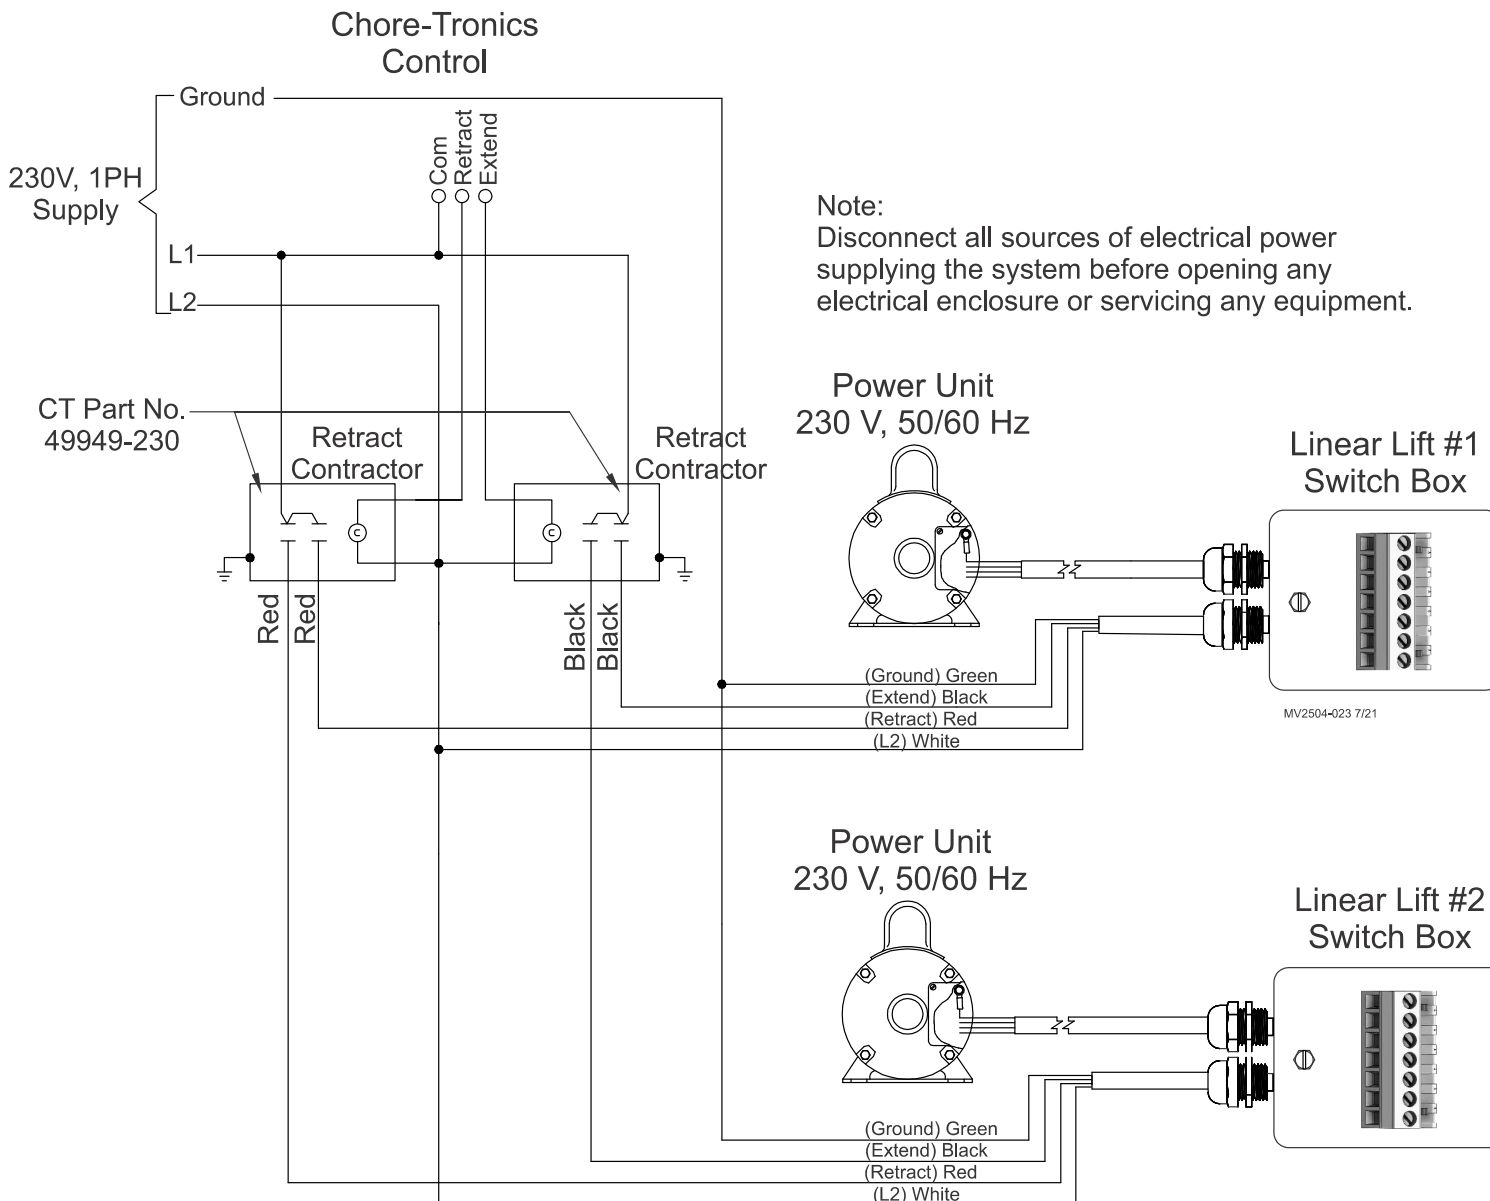 Chore-Tronics
Control
Ground
Com
Retract
Extend
230V, 1PH
Supply
L1
L2
Note:
Disconnect all sources of electrical power
supplying the system before opening any
electrical enclosure or servicing any equipment.
CT Part No.
49949-230
Retract
Contractor
Retract
Contractor
C
C
Red
Red
Black
Black
Power Unit
230 V, 50/60 Hz
Linear Lift #1
Switch Box
(Ground) Green
(Extend) Black
(Retract) Red
(L2) White
MV2504-023 7/21
Power Unit
230 V, 50/60 Hz
Linear Lift #2
Switch Box
(Ground) Green
(Extend) Black
(Retract) Red
(L2) White